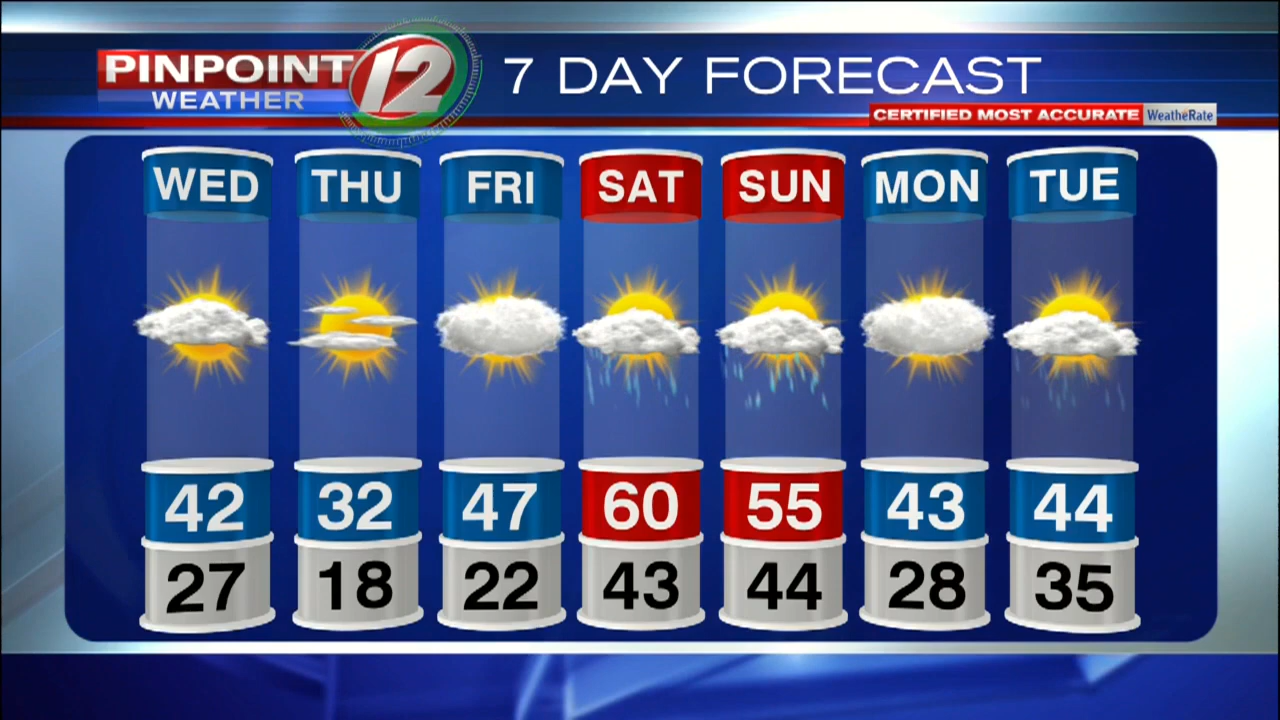 PINPOINT 12
WEATHER
7 DAY FORECAST
CERTIFIED MOST ACCURATE WeatheRate
WED THU FRI SAT SUN MON TUE
42 32 47 60 55 43 44
27 18 22 43 44 28 35